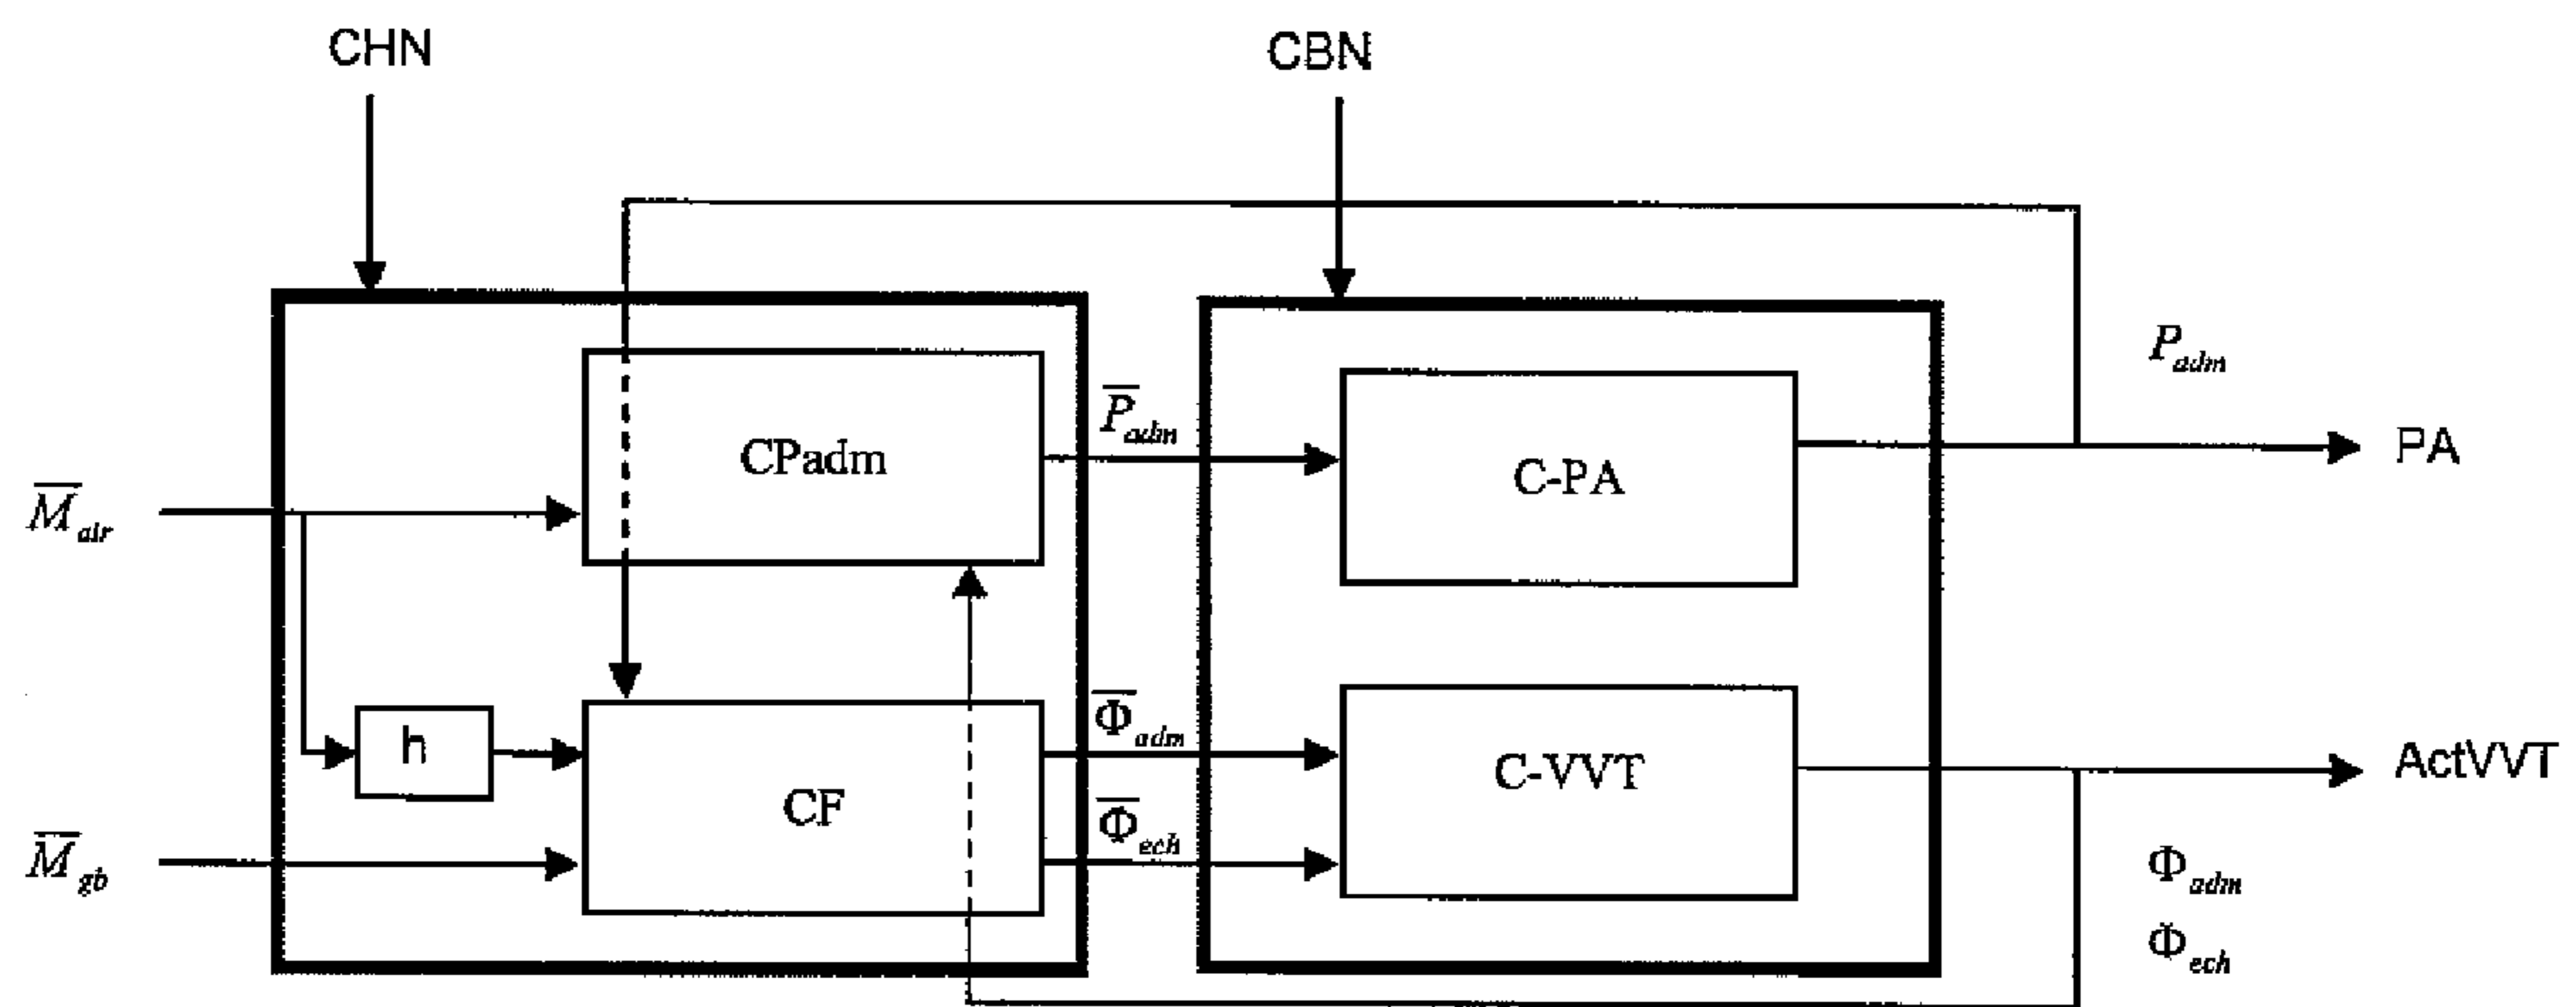 CHN
CBN
P_adm
CPadm
P̅_adm
C-PA
PA
M̅_air
h
CF
Φ̅_adm
Φ̅_ech
C-VVT
ActVVT
M̅_gb
Φ_adm
Φ_ech